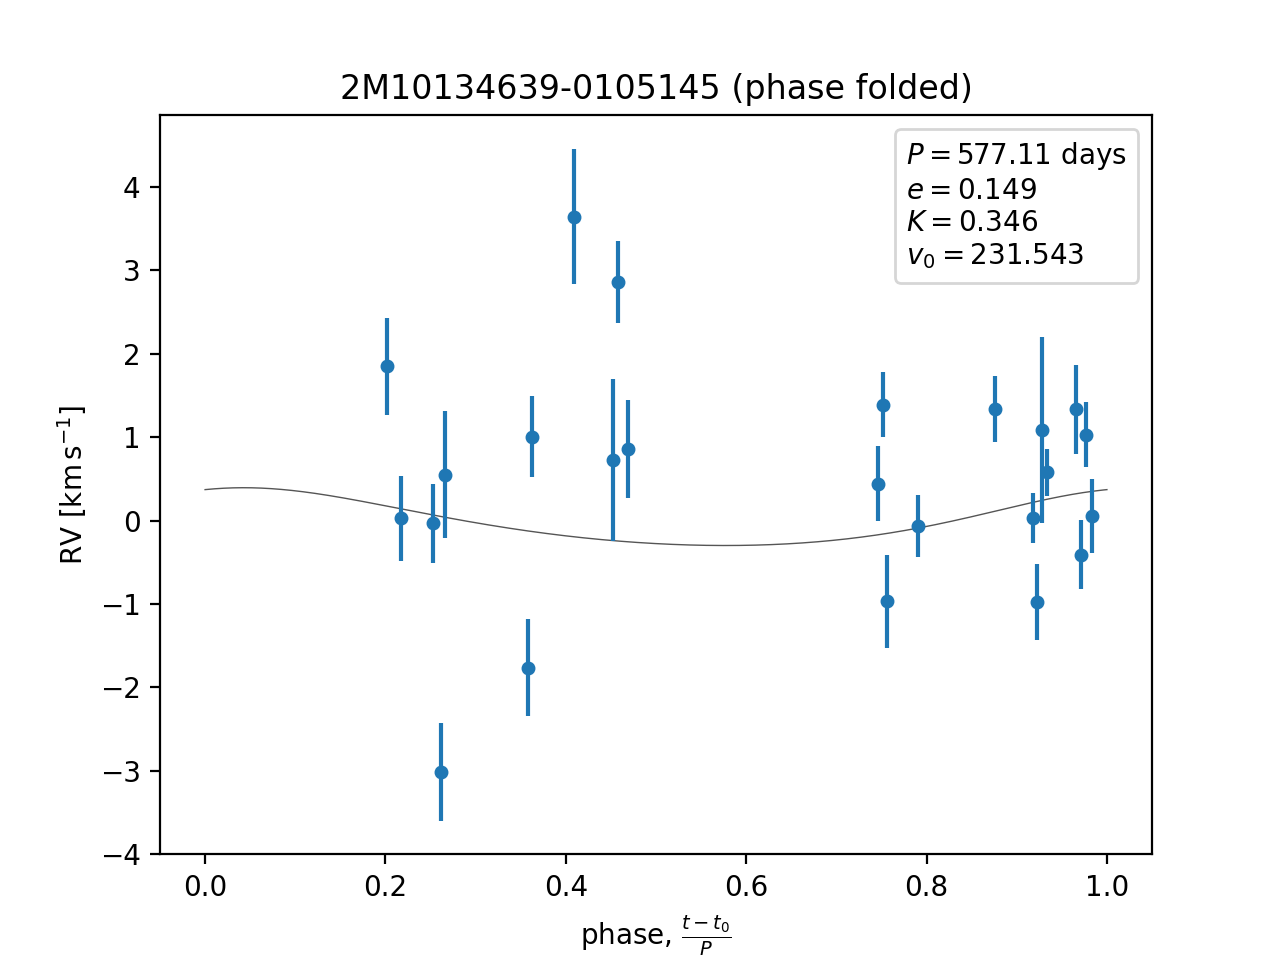 2M10134639-0105145 (phase folded)
P = 577.11 days
e = 0.149
K = 0.346
v₀ = 231.543
RV [km s⁻¹]
4
3
2
1
0
−1
−2
−3
−4
0.0 0.2 0.4 0.6 0.8 1.0
phase, (t − t₀)/P